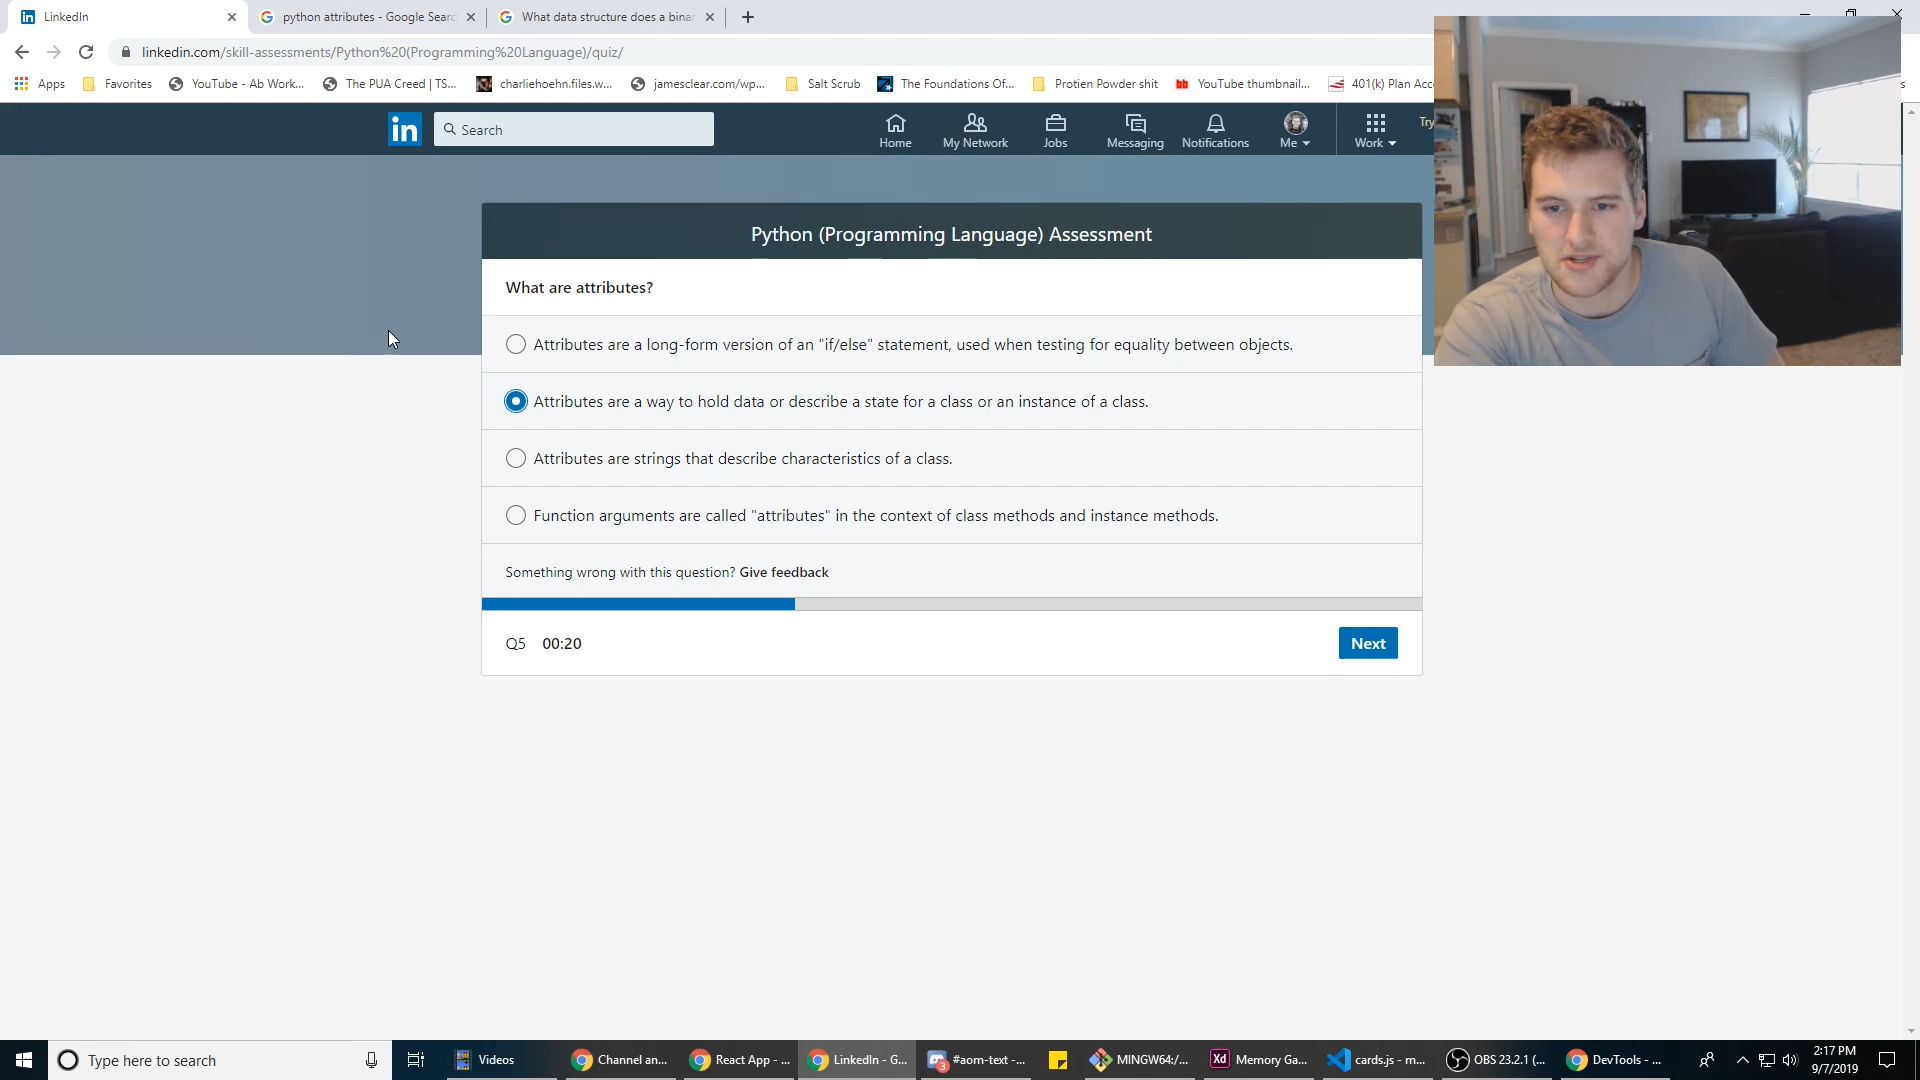 LinkedIn
python attributes - Google Searc
What data structure does a binar
linkedin.com/skill-assessments/Python%20(Programming%20Language)/quiz/
Apps
Favorites
YouTube - Ab Work...
The PUA Creed | TS...
charliehoehn.files.w...
jamesclear.com/wp...
Salt Scrub
The Foundations Of...
Protien Powder shit
YouTube thumbnail...
401(k) Plan Acc
s
in
Search
Home
My Network
Jobs
Messaging
Notifications
Me
Work
Try
Python (Programming Language) Assessment
What are attributes?
Attributes are a long-form version of an "if/else" statement, used when testing for equality between objects.
Attributes are a way to hold data or describe a state for a class or an instance of a class.
Attributes are strings that describe characteristics of a class.
Function arguments are called "attributes" in the context of class methods and instance methods.
Something wrong with this question? Give feedback
Q5 00:20
Next
Type here to search
Videos
Channel an...
React App - ...
LinkedIn - G...
3
#aom-text -...
MINGW64:/...
Xd
Memory Ga...
cards.js - m...
OBS 23.2.1 (...
DevTools - ...
2:17 PM
9/7/2019